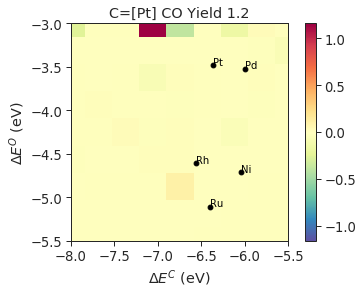 C=[Pt] CO Yield 1.2
−3.0
−3.5
−4.0
−4.5
−5.0
−5.5
ΔE^O (eV)
Pt
Pd
Rh
Ni
Ru
−8.0 −7.5 −7.0 −6.5 −6.0 −5.5
ΔE^C (eV)
1.0
0.5
0.0
−0.5
−1.0